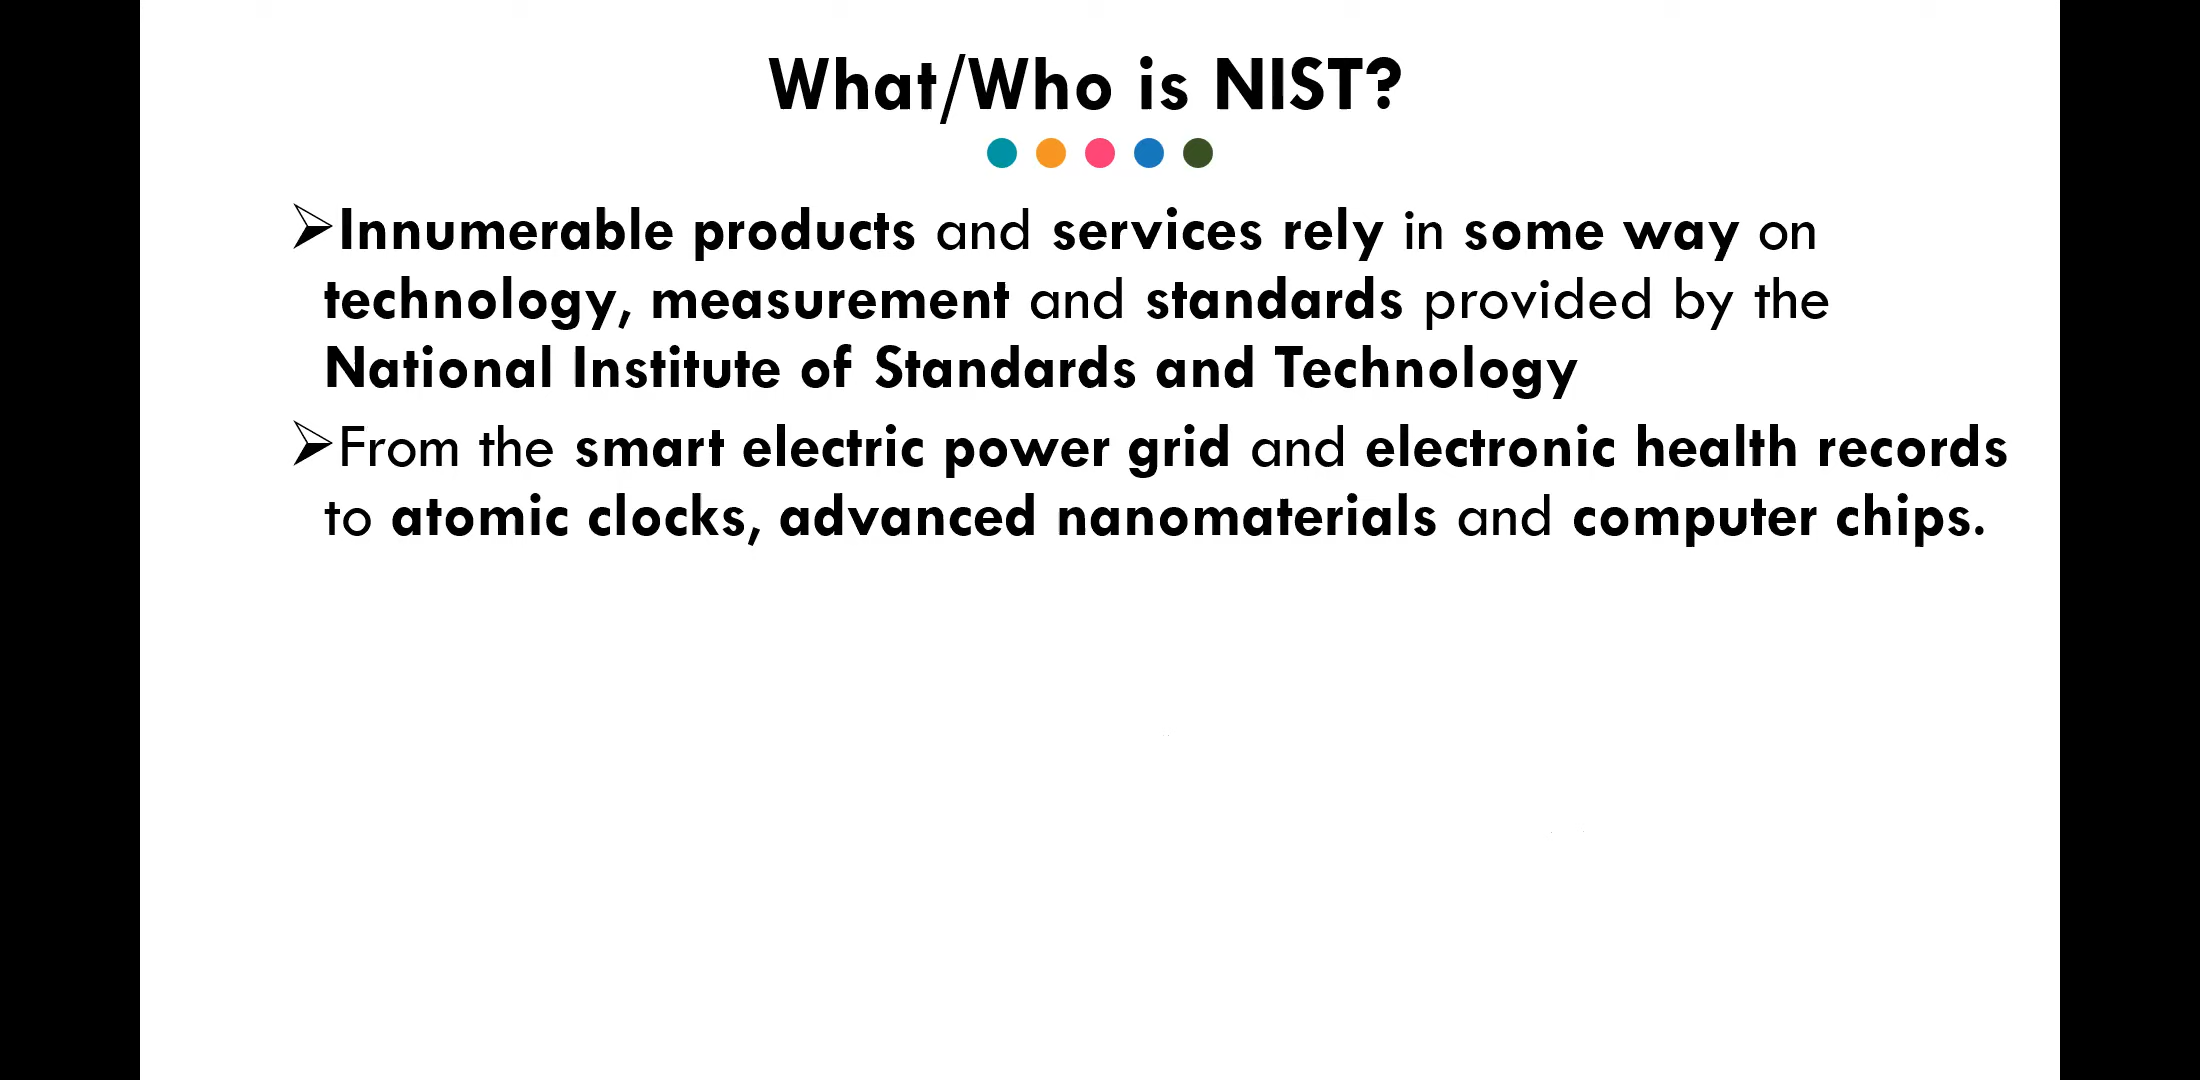 What/Who is NIST?
➢Innumerable products and services rely in some way on
technology, measurement and standards provided by the
National Institute of Standards and Technology
➢From the smart electric power grid and electronic health records
to atomic clocks, advanced nanomaterials and computer chips.